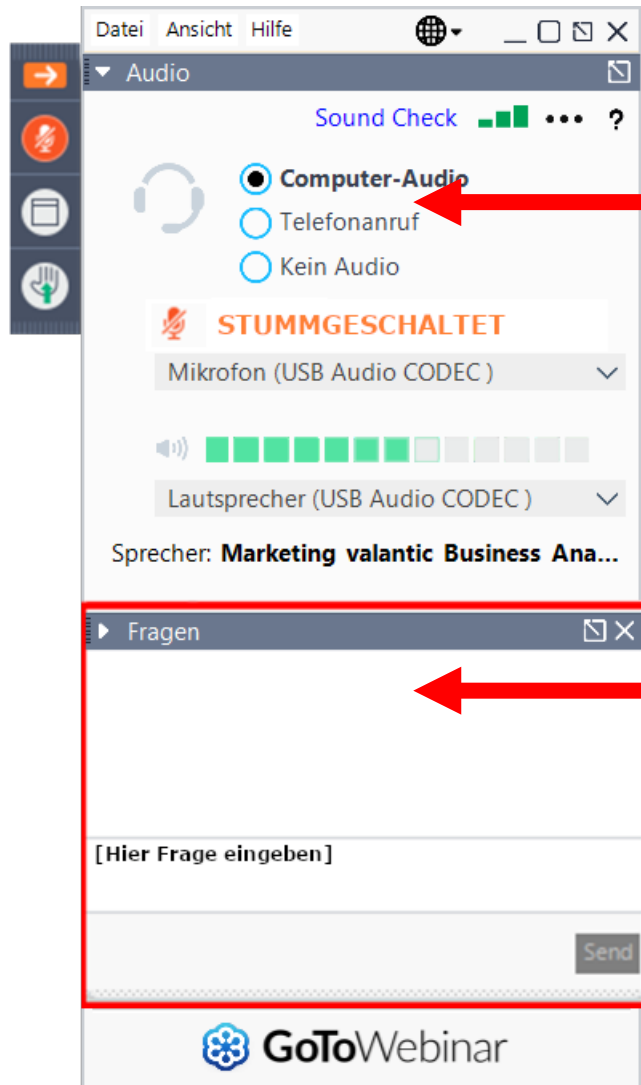 Datei Ansicht Hilfe
Audio
Sound Check ?
Computer-Audio
Telefonanruf
Kein Audio
STUMMGESCHALTET
Mikrofon (USB Audio CODEC )
Lautsprecher (USB Audio CODEC )
Sprecher: Marketing valantic Business Ana...
Fragen
[Hier Frage eingeben]
Send
GoToWebinar